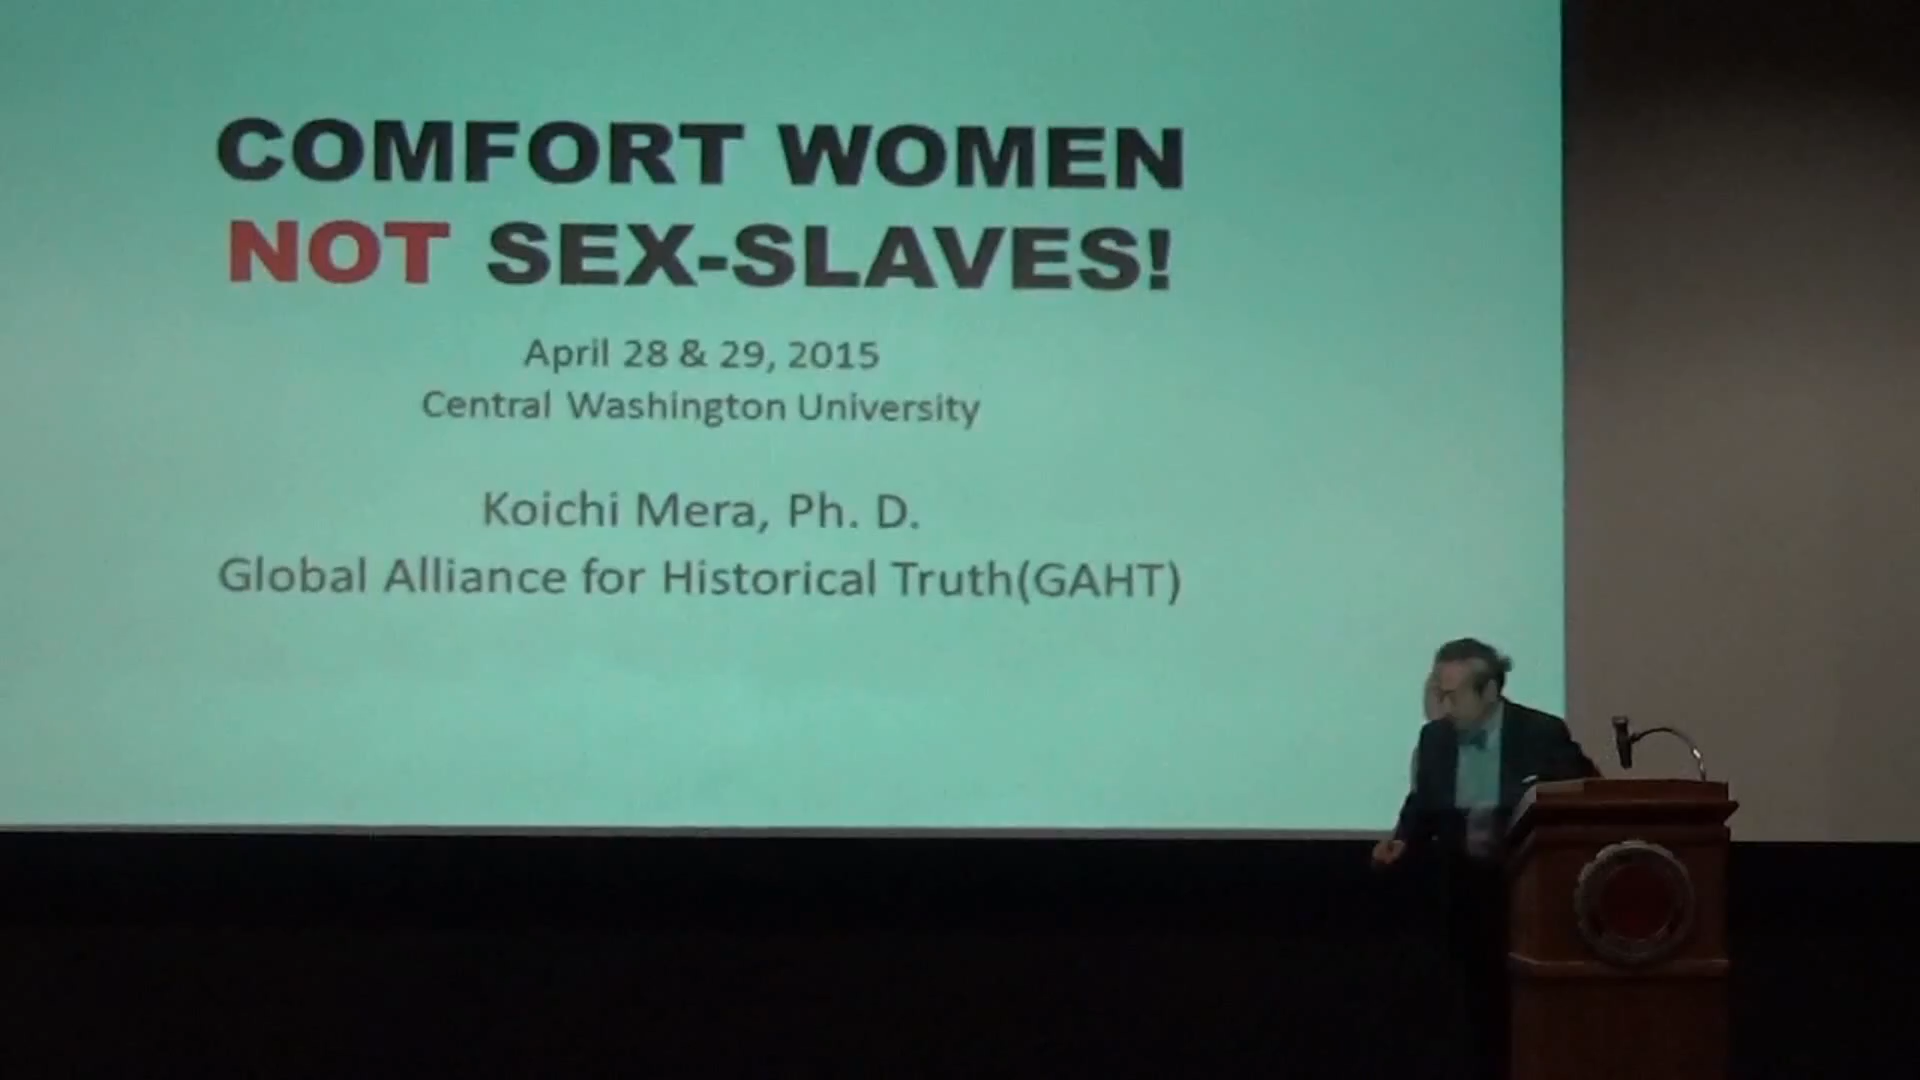 COMFORT WOMEN
NOT SEX-SLAVES!
April 28 & 29, 2015
Central Washington University
Koichi Mera, Ph. D.
Global Alliance for Historical Truth(GAHT)